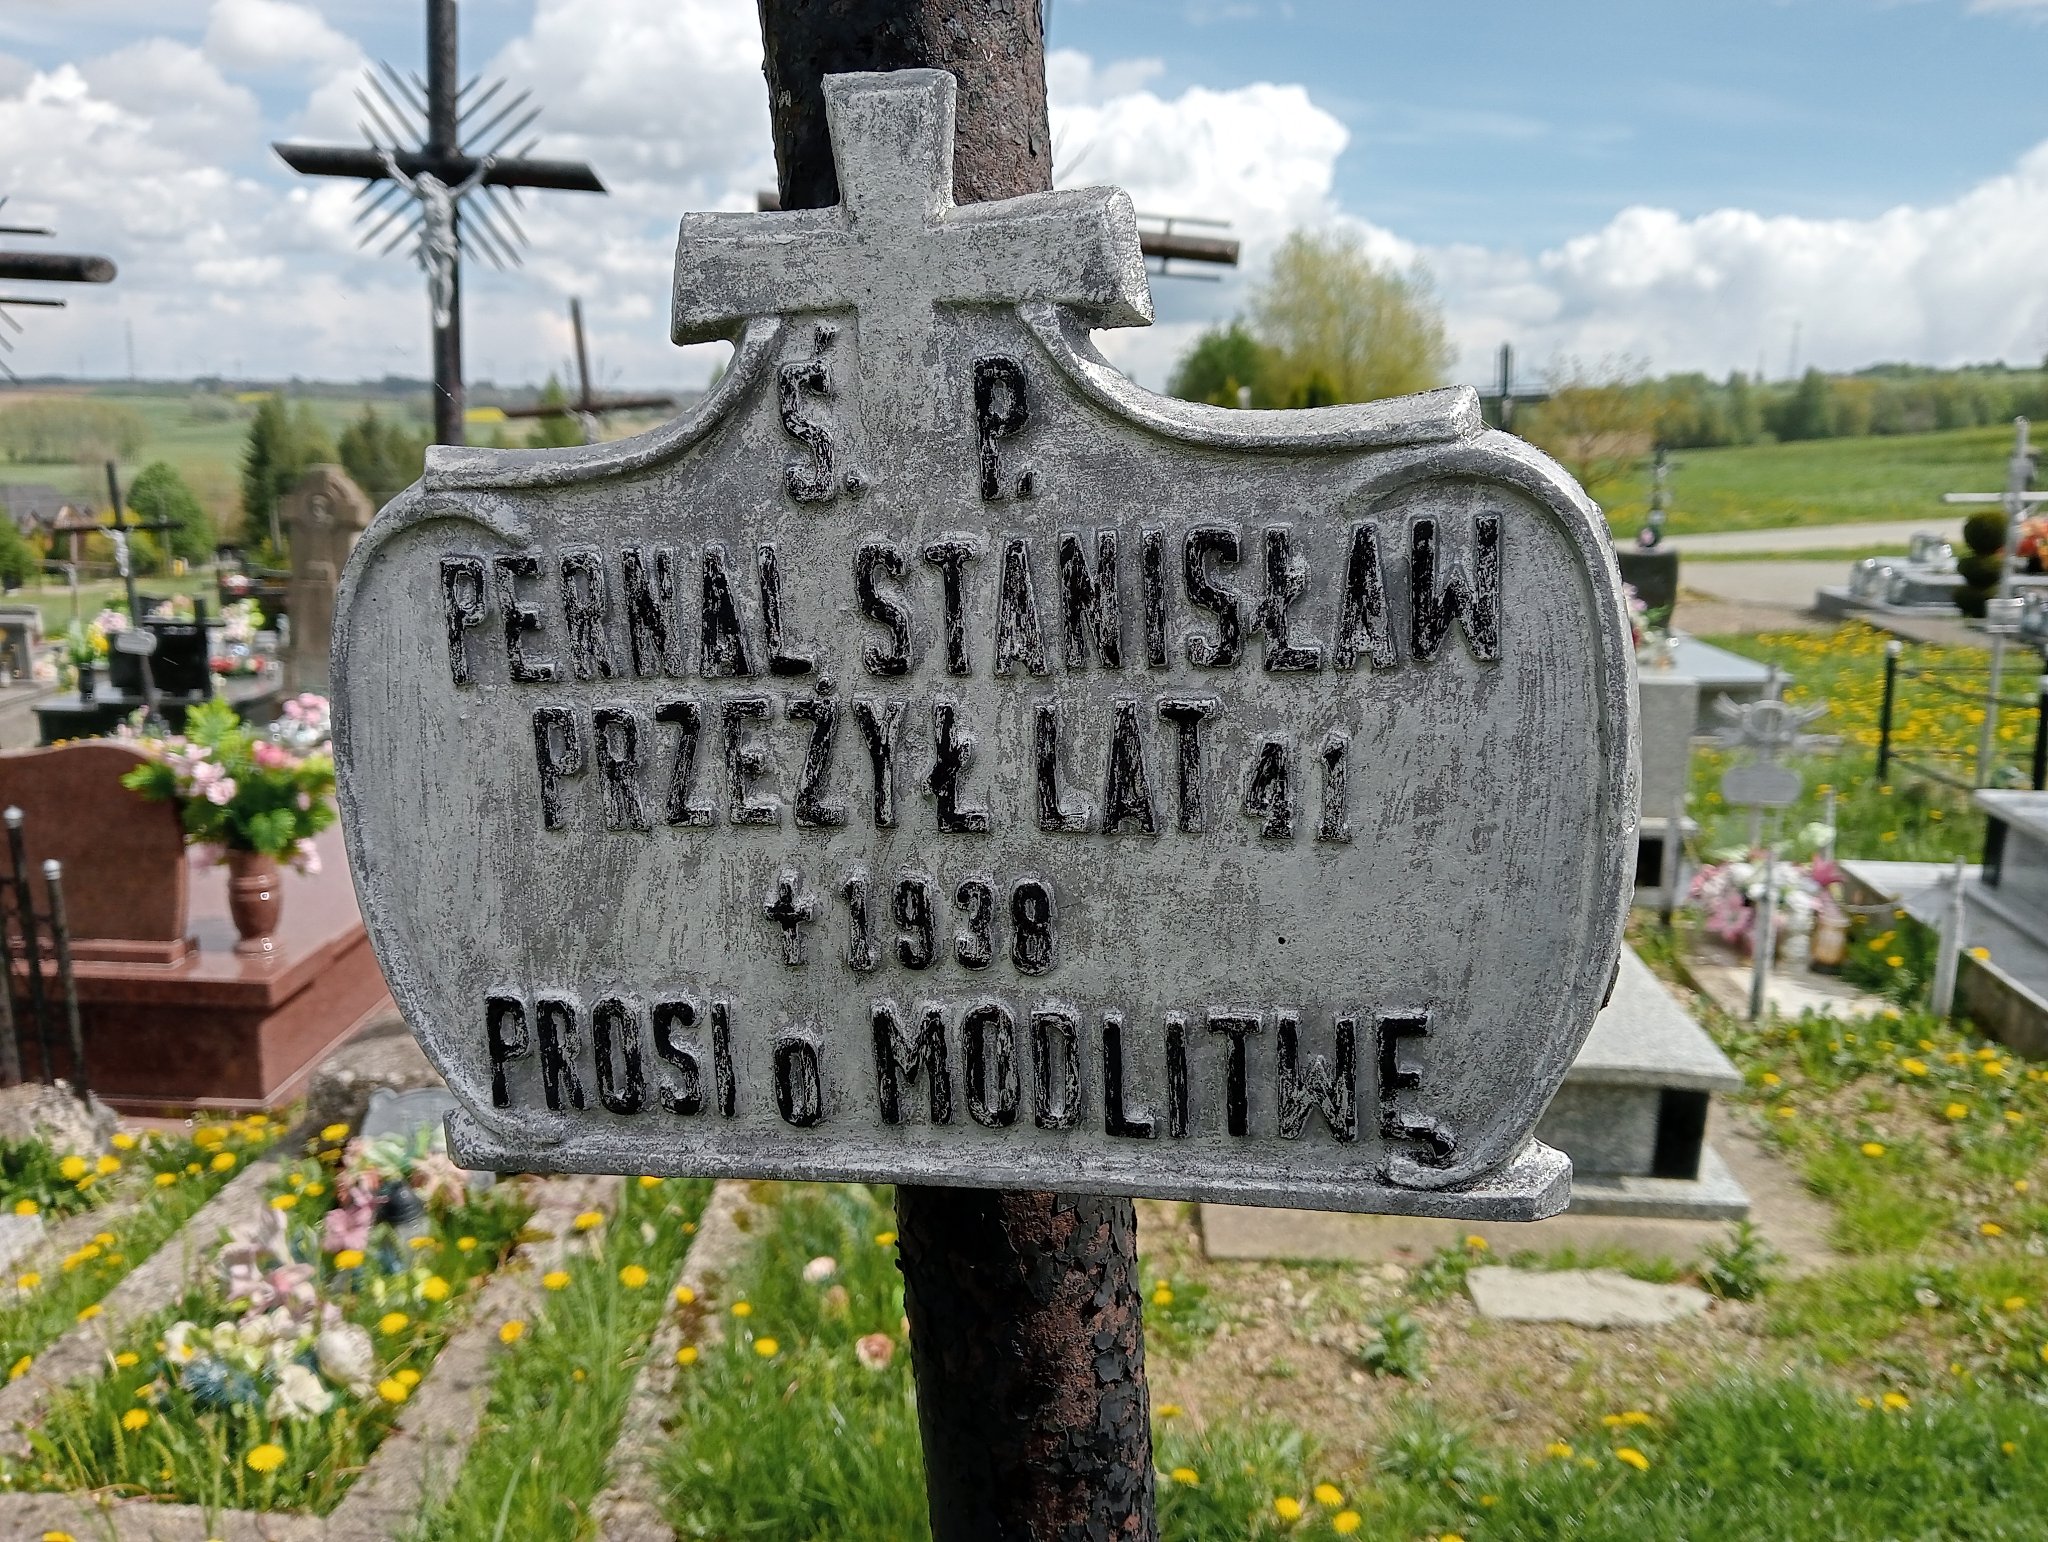 Ś. P.
PERNAL STANISŁAW
PRZEŻYŁ LAT 41
✝ 1938
PROSI O MODLITWĘ